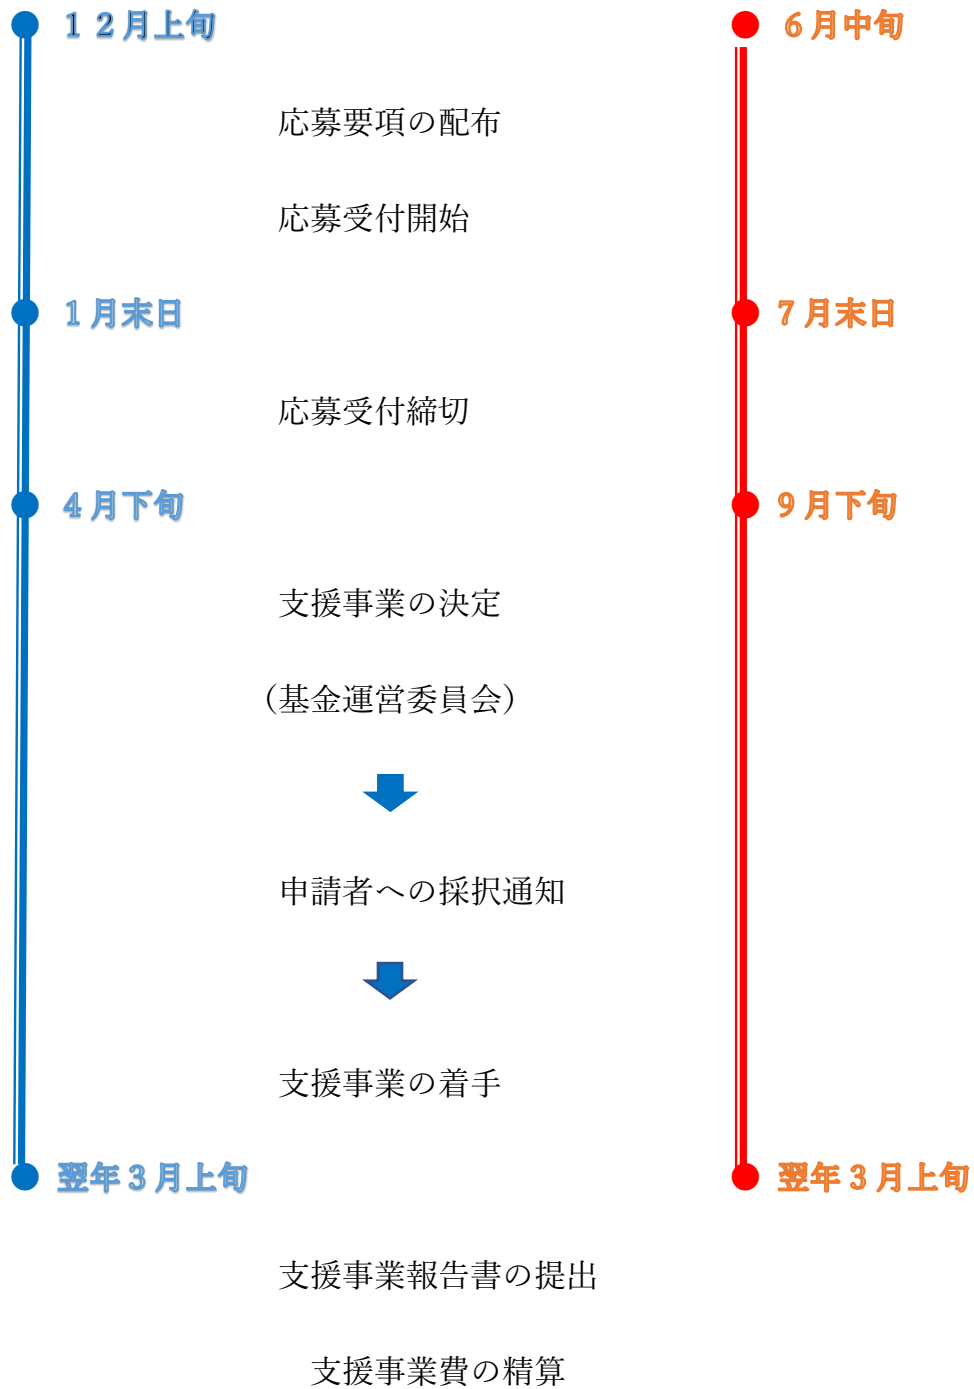 １２月上旬
6月中旬
応募要項の配布
応募受付開始
1月末日
7月末日
応募受付締切
4月下旬
9月下旬
支援事業の決定
（基金運営委員会）
申請者への採択通知
支援事業の着手
翌年3月上旬
翌年3月上旬
支援事業報告書の提出
支援事業費の精算